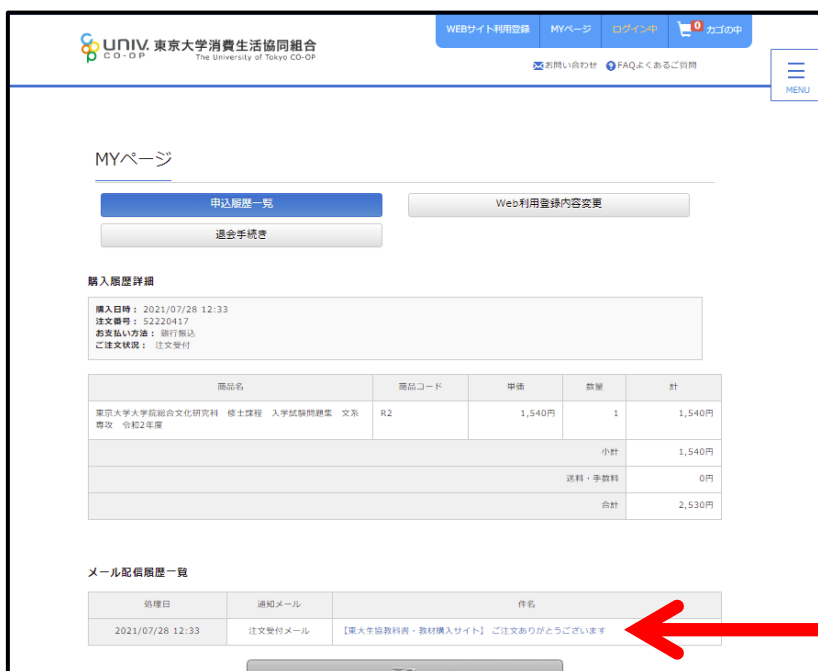 WEBサイト利用登録 MYページ ログイン中 0 カゴの中
UNIV. CO-OP 東京大学消費生活協同組合
The University of Tokyo CO-OP
お問い合わせ FAQよくあるご質問
MENU
MYページ
申込履歴一覧 Web利用登録内容変更
退会手続き
購入履歴詳細
購入日時： 2021/07/28 12:33
注文番号： 52220417
お支払い方法： 銀行振込
ご注文状況： 注文受付
商品名 商品コード 単価 数量 計
東京大学大学院総合文化研究科 修士課程 入学試験問題集 文系 R2 1,540円 1 1,540円
専攻 令和2年度
小計 1,540円
送料・手数料 0円
合計 2,530円
メール配信履歴一覧
処理日 通知メール 件名
2021/07/28 12:33 注文受付メール 【東大生協教科書・教材購入サイト】 ご注文ありがとうございます